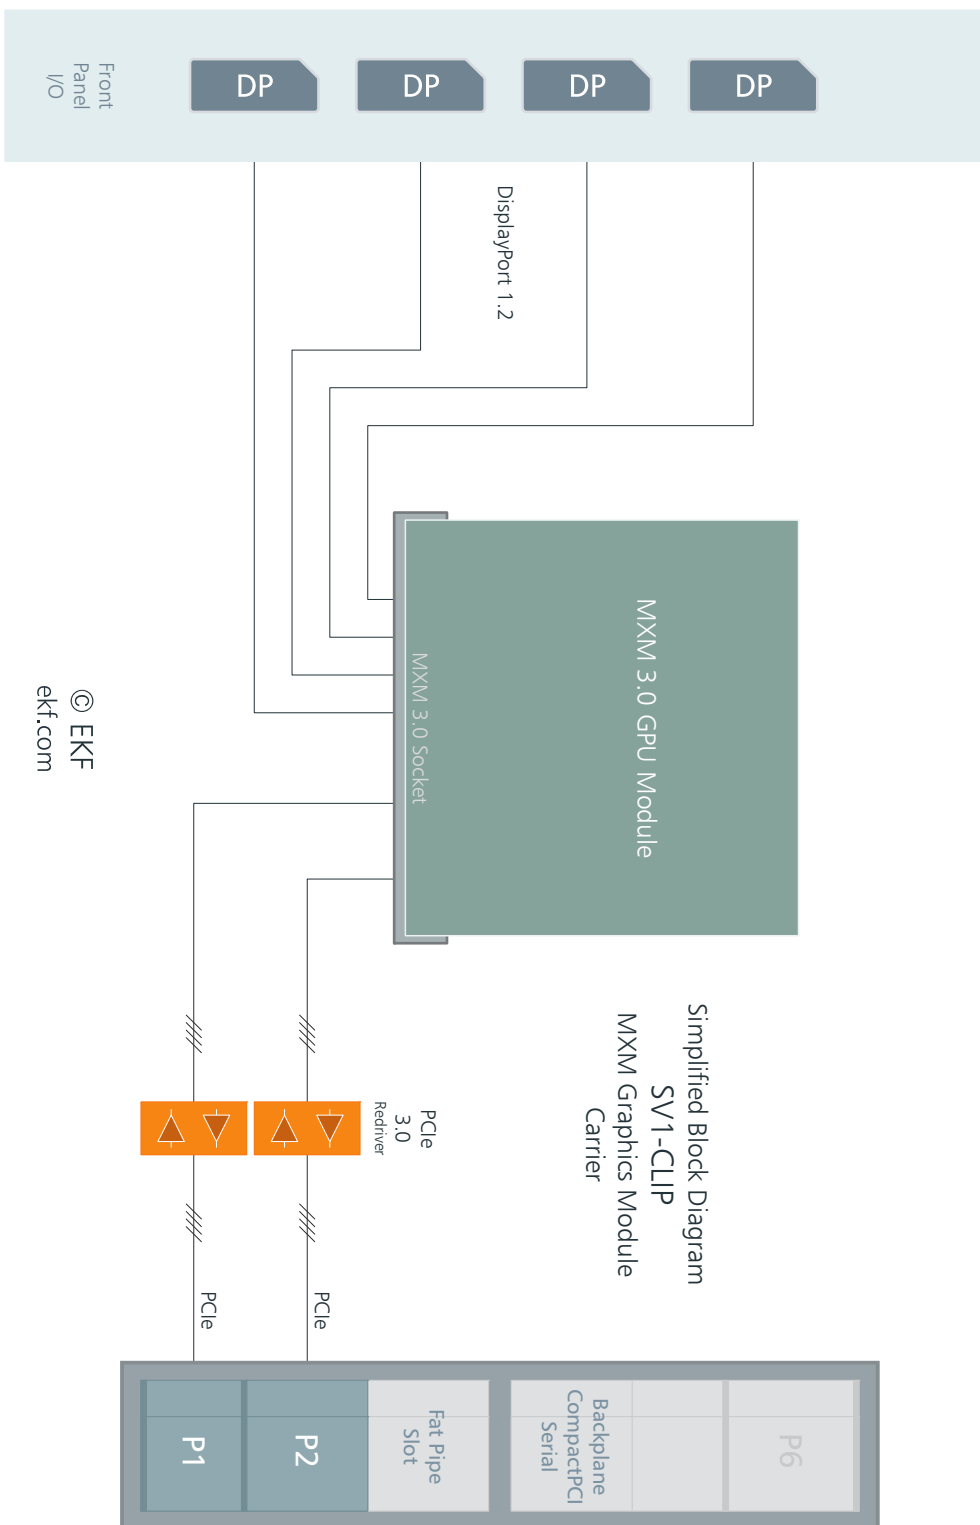 Front
Panel
I/O
DP
DP
DP
DP
DisplayPort 1.2
MXM 3.0 GPU Module
MXM 3.0 Socket
© EKF
ekf.com
Simplified Block Diagram
SV1-CLIP
MXM Graphics Module
Carrier
PCIe
3.0
Redriver
PCIe
PCIe
P1
P2
Fat Pipe
Slot
Backplane
CompactPCI
Serial
P6